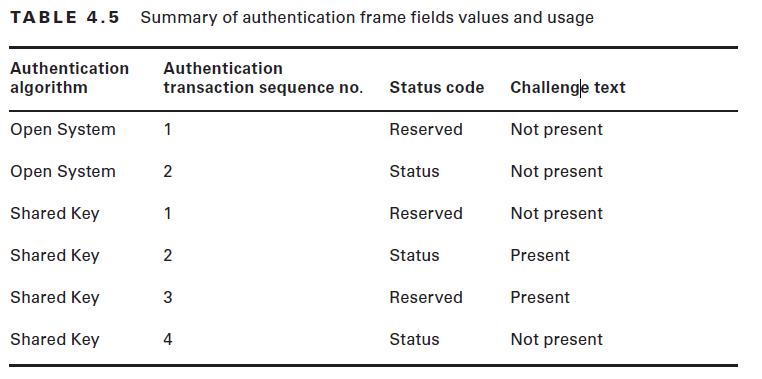 TABLE 4.5 Summary of authentication frame fields values and usage
Authentication algorithm Authentication transaction sequence no. Status code Challenge text
Open System 1 Reserved Not present
Open System 2 Status Not present
Shared Key 1 Reserved Not present
Shared Key 2 Status Present
Shared Key 3 Reserved Present
Shared Key 4 Status Not present